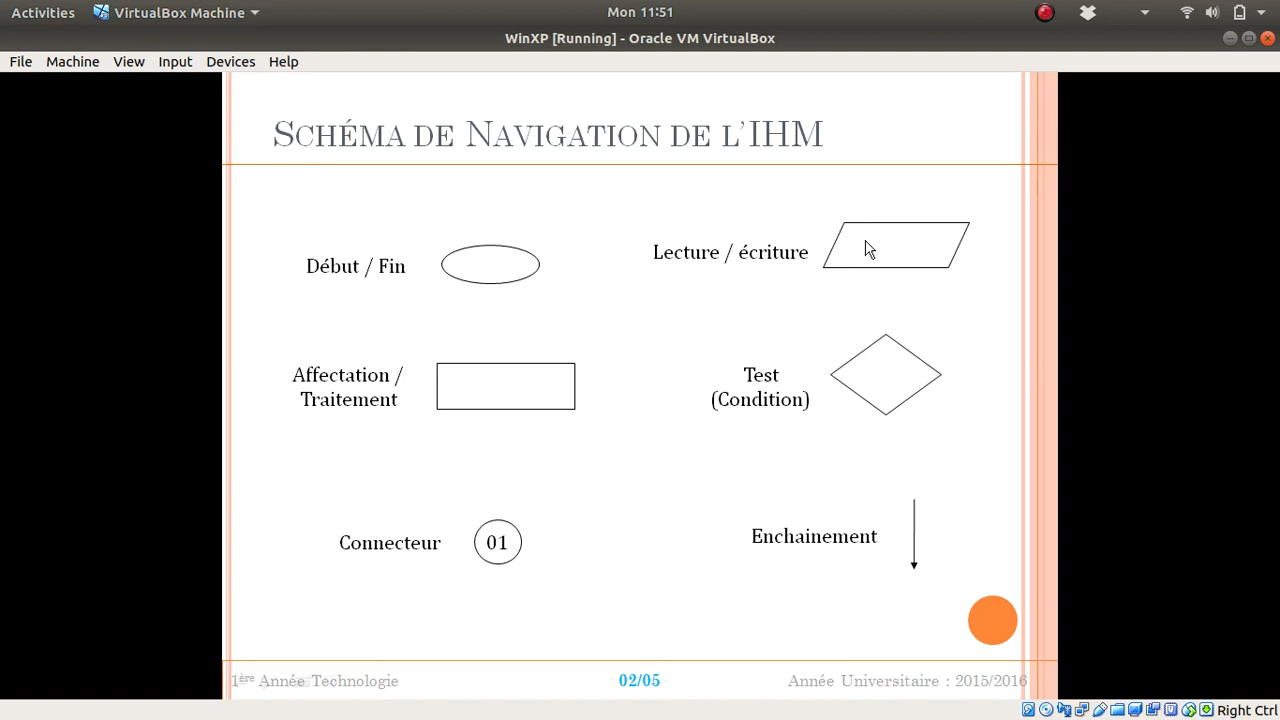 Activities
VirtualBox Machine
Mon 11:51
WinXP [Running] - Oracle VM VirtualBox
File Machine View Input Devices Help
SCHÉMA DE NAVIGATION DE L'IHM
Début / Fin
Lecture / écriture
Affectation /
Traitement
Test
(Condition)
Connecteur
01
Enchainement
1ère Année Technologie
02/05
Année Universitaire : 2015/2016
Right Ctrl